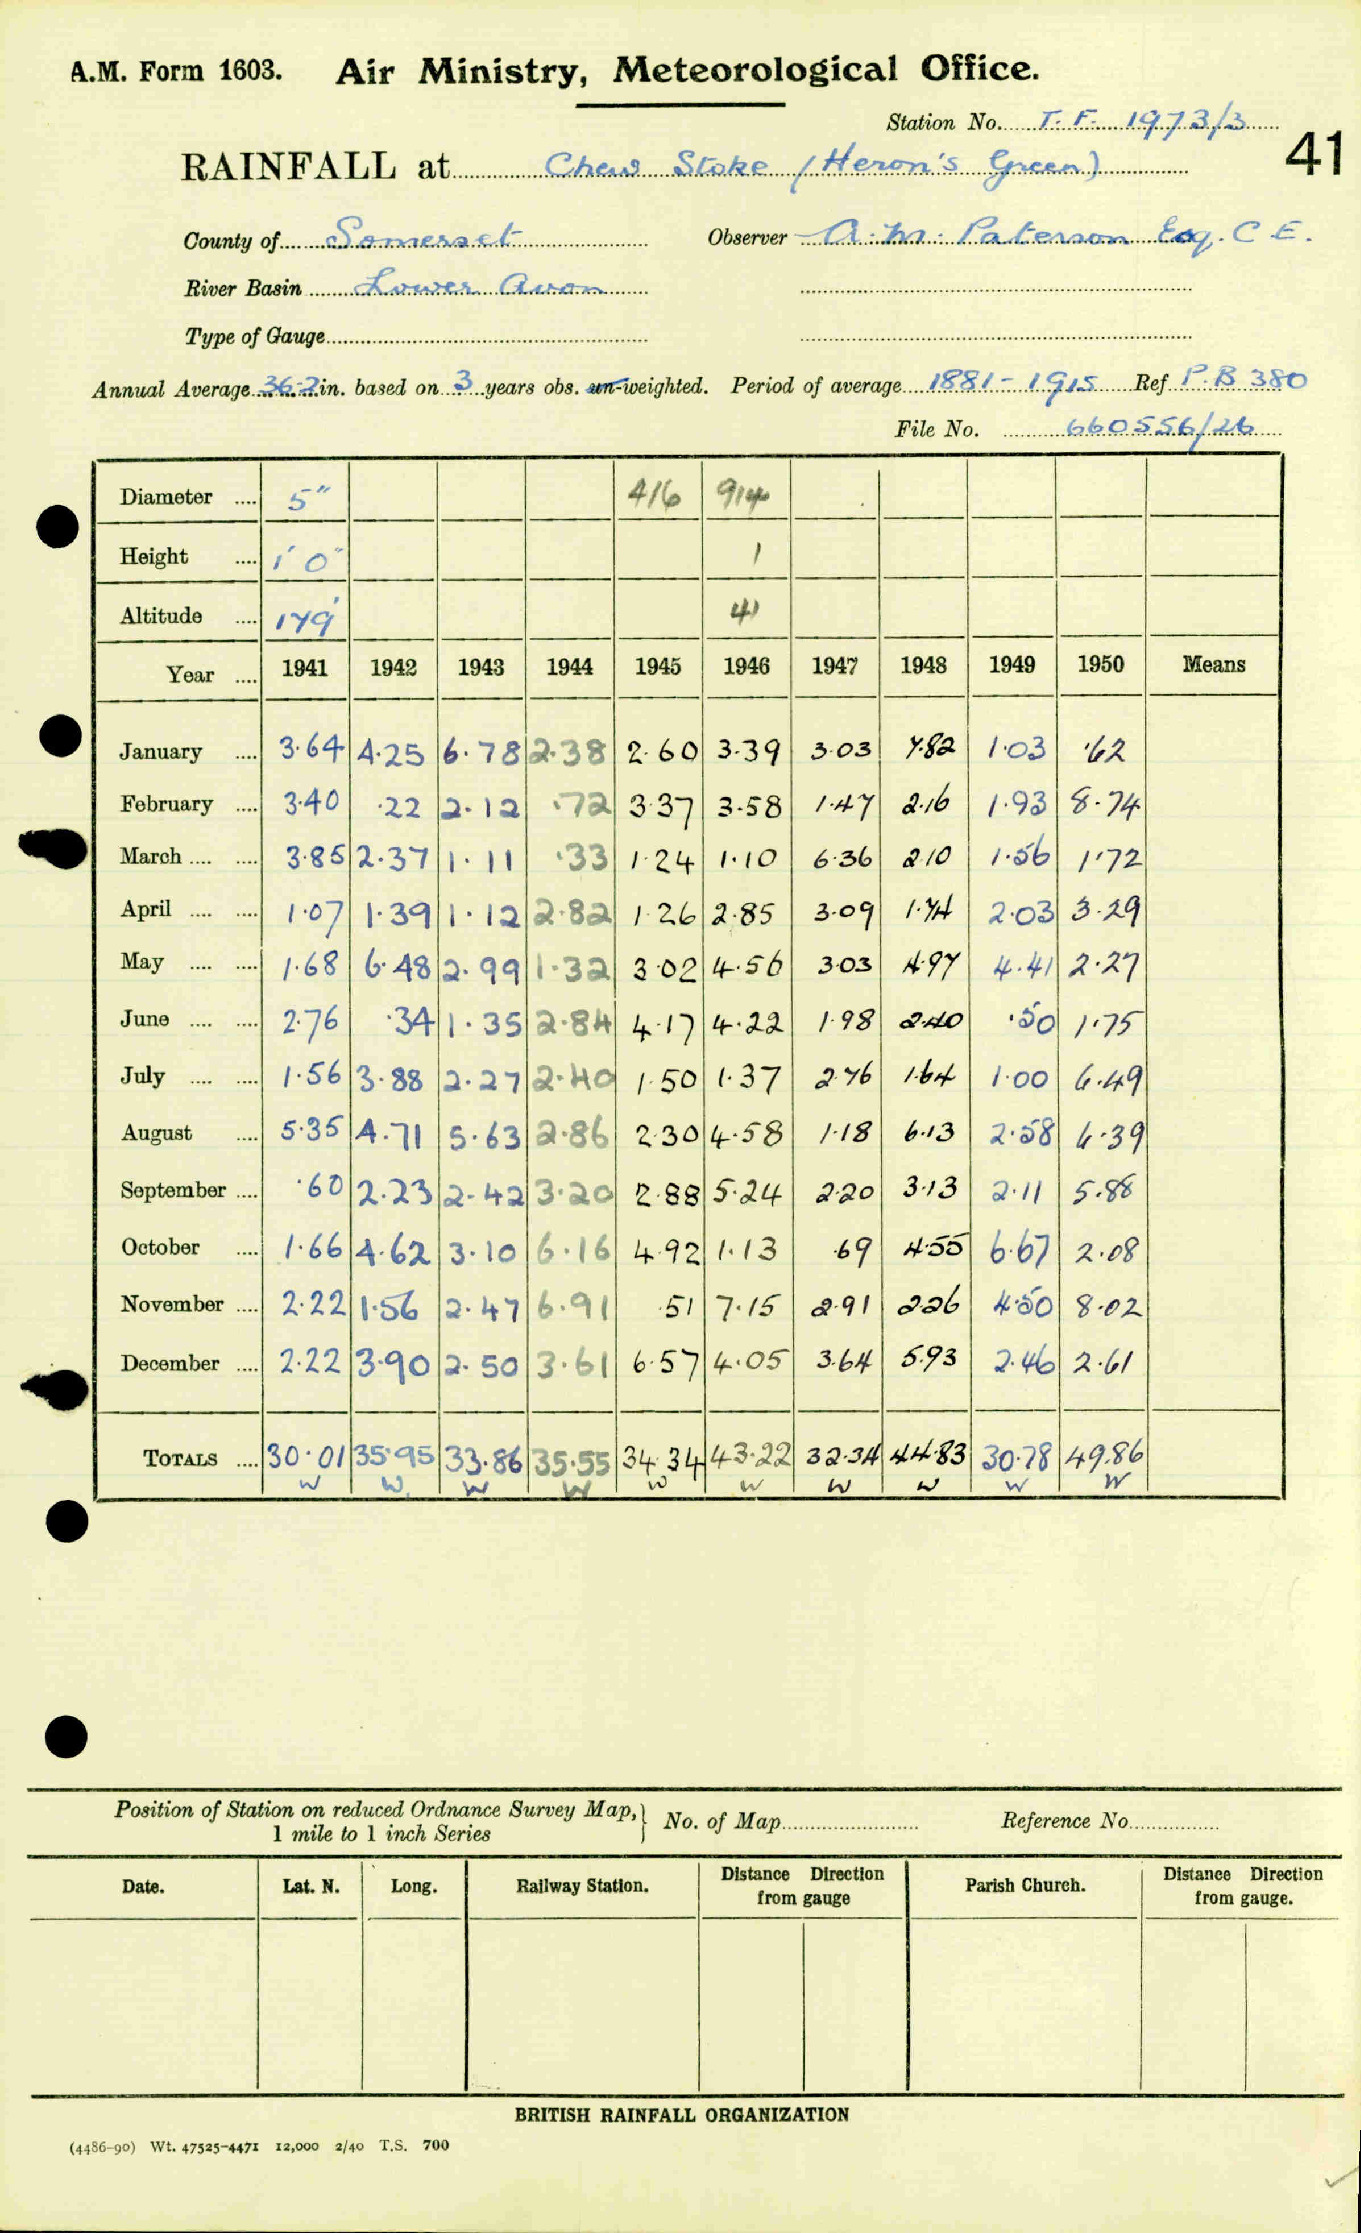 A.M. Form 1603. Air Ministry, Meteorological Office.
Station No. T.F. 1973/3
41
RAINFALL at Chew Stoke (Heron's Green)
County of Somerset Observer A. M. Paterson Esq. C E.
River Basin Lower Avon
Type of Gauge
Annual Average 36.2 in. based on 3 years obs. un-weighted. Period of average 1881-1915 Ref P.B 380
File No. 660556/26
Diameter .... 5" 416 914
Height .... 1' 0" 1
Altitude .... 179' 41
Year .... 1941 1942 1943 1944 1945 1946 1947 1948 1949 1950 Means
January .... 3.64 4.25 6.78 2.38 2.60 3.39 3.03 7.82 1.03 .62
February .... 3.40 .22 2.12 .72 3.37 3.58 1.47 2.16 1.93 8.74
March .... .... 3.85 2.37 1.11 .33 1.24 1.10 6.36 2.10 1.56 1.72
April .... .... 1.07 1.39 1.12 2.82 1.26 2.85 3.09 1.74 2.03 3.29
May .... .... 1.68 6.48 2.99 1.32 3.02 4.56 3.03 4.97 4.41 2.27
June .... .... 2.76 .34 1.35 2.84 4.17 4.22 1.98 2.40 .50 1.75
July .... .... 1.56 3.88 2.27 2.40 1.50 1.37 2.76 1.64 1.00 6.49
August .... 5.35 4.71 5.63 2.86 2.30 4.58 1.18 6.13 2.58 6.39
September .... .60 2.23 2.42 3.20 2.88 5.24 2.20 3.13 2.11 5.88
October .... 1.66 4.62 3.10 6.16 4.92 1.13 .69 4.55 6.67 2.08
November .... 2.22 1.56 2.47 6.91 .51 7.15 2.91 2.26 4.50 8.02
December .... 2.22 3.90 2.50 3.61 6.57 4.05 3.64 5.93 2.46 2.61
TOTALS .... 30.01 35.95 33.86 35.55 34.34 43.22 32.34 44.83 30.78 49.86
W W W W W W W W W W
Position of Station on reduced Ordnance Survey Map, } No. of Map Reference No.
1 mile to 1 inch Series
Date. Lat. N. Long. Railway Station. Distance Direction from gauge Parish Church. Distance Direction from gauge.
BRITISH RAINFALL ORGANIZATION
(4486-90) Wt. 47525-4471 12,000 2/40 T.S. 700